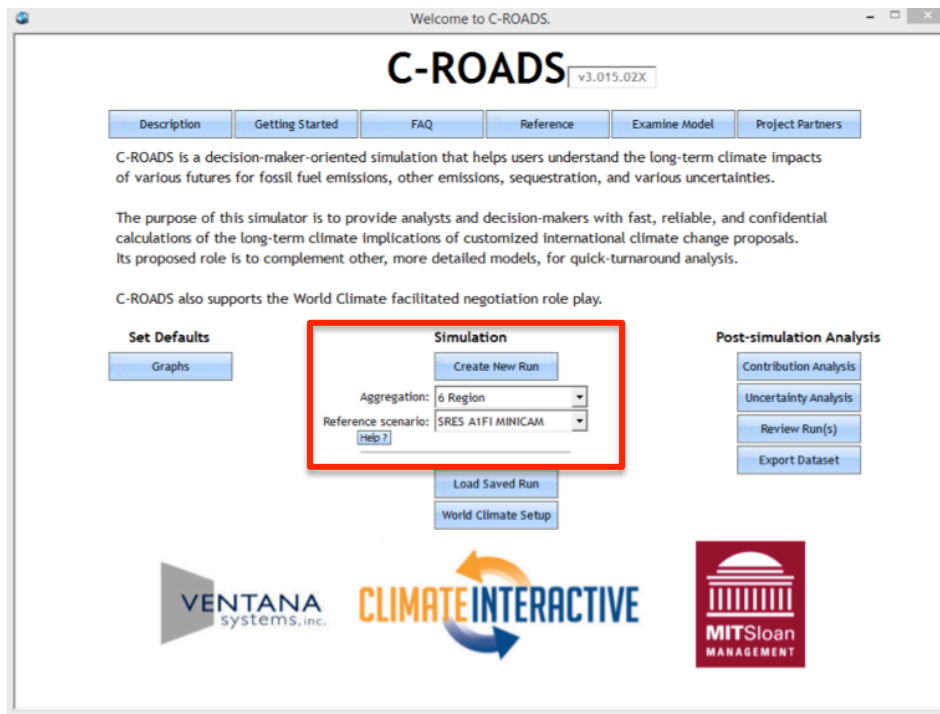 Welcome to C-ROADS.
C-ROADS v3.015.02X
Description Getting Started FAQ Reference Examine Model Project Partners
C-ROADS is a decision-maker-oriented simulation that helps users understand the long-term climate impacts
of various futures for fossil fuel emissions, other emissions, sequestration, and various uncertainties.
The purpose of this simulator is to provide analysts and decision-makers with fast, reliable, and confidential
calculations of the long-term climate implications of customized international climate change proposals.
Its proposed role is to complement other, more detailed models, for quick-turnaround analysis.
C-ROADS also supports the World Climate facilitated negotiation role play.
Set Defaults
Graphs
Simulation
Create New Run
Aggregation: 6 Region
Reference scenario: SRES A1FI MINICAM
Help ?
Load Saved Run
World Climate Setup
Post-simulation Analysis
Contribution Analysis
Uncertainty Analysis
Review Run(s)
Export Dataset
VENTANA
systems, inc.
CLIMATE INTERACTIVE
MITSloan
MANAGEMENT